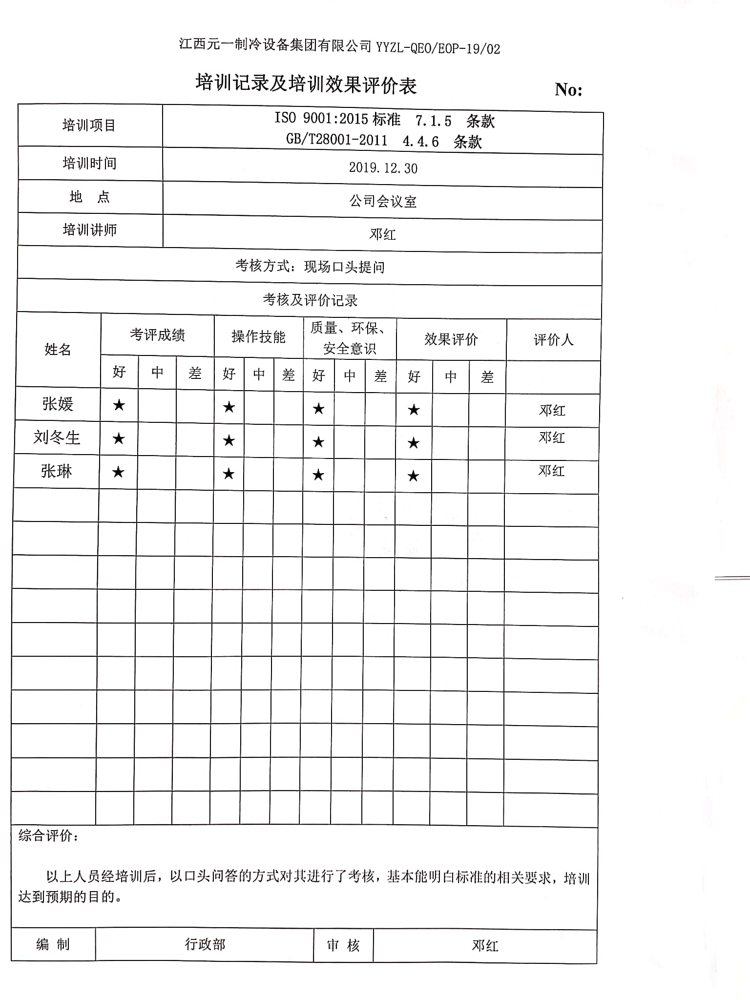 江西元一制冷设备集团有限公司 YYZL-QEO/EOP-19/02
培训记录及培训效果评价表 No:
培训项目 ISO 9001:2015 标准 7.1.5 条款
GB/T28001-2011 4.4.6 条款
培训时间 2019.12.30
地 点 公司会议室
培训讲师 邓红
考核方式：现场口头提问
考核及评价记录
姓名 考评成绩 操作技能 质量、环保、安全意识 效果评价 评价人
好 中 差 好 中 差 好 中 差 好 中 差
张媛 ★ ★ ★ ★ 邓红
刘冬生 ★ ★ ★ ★ 邓红
张琳 ★ ★ ★ ★ 邓红
综合评价：
以上人员经培训后，以口头问答的方式对其进行了考核，基本能明白标准的相关要求，培训
达到预期的目的。
编 制 行政部 审 核 邓红